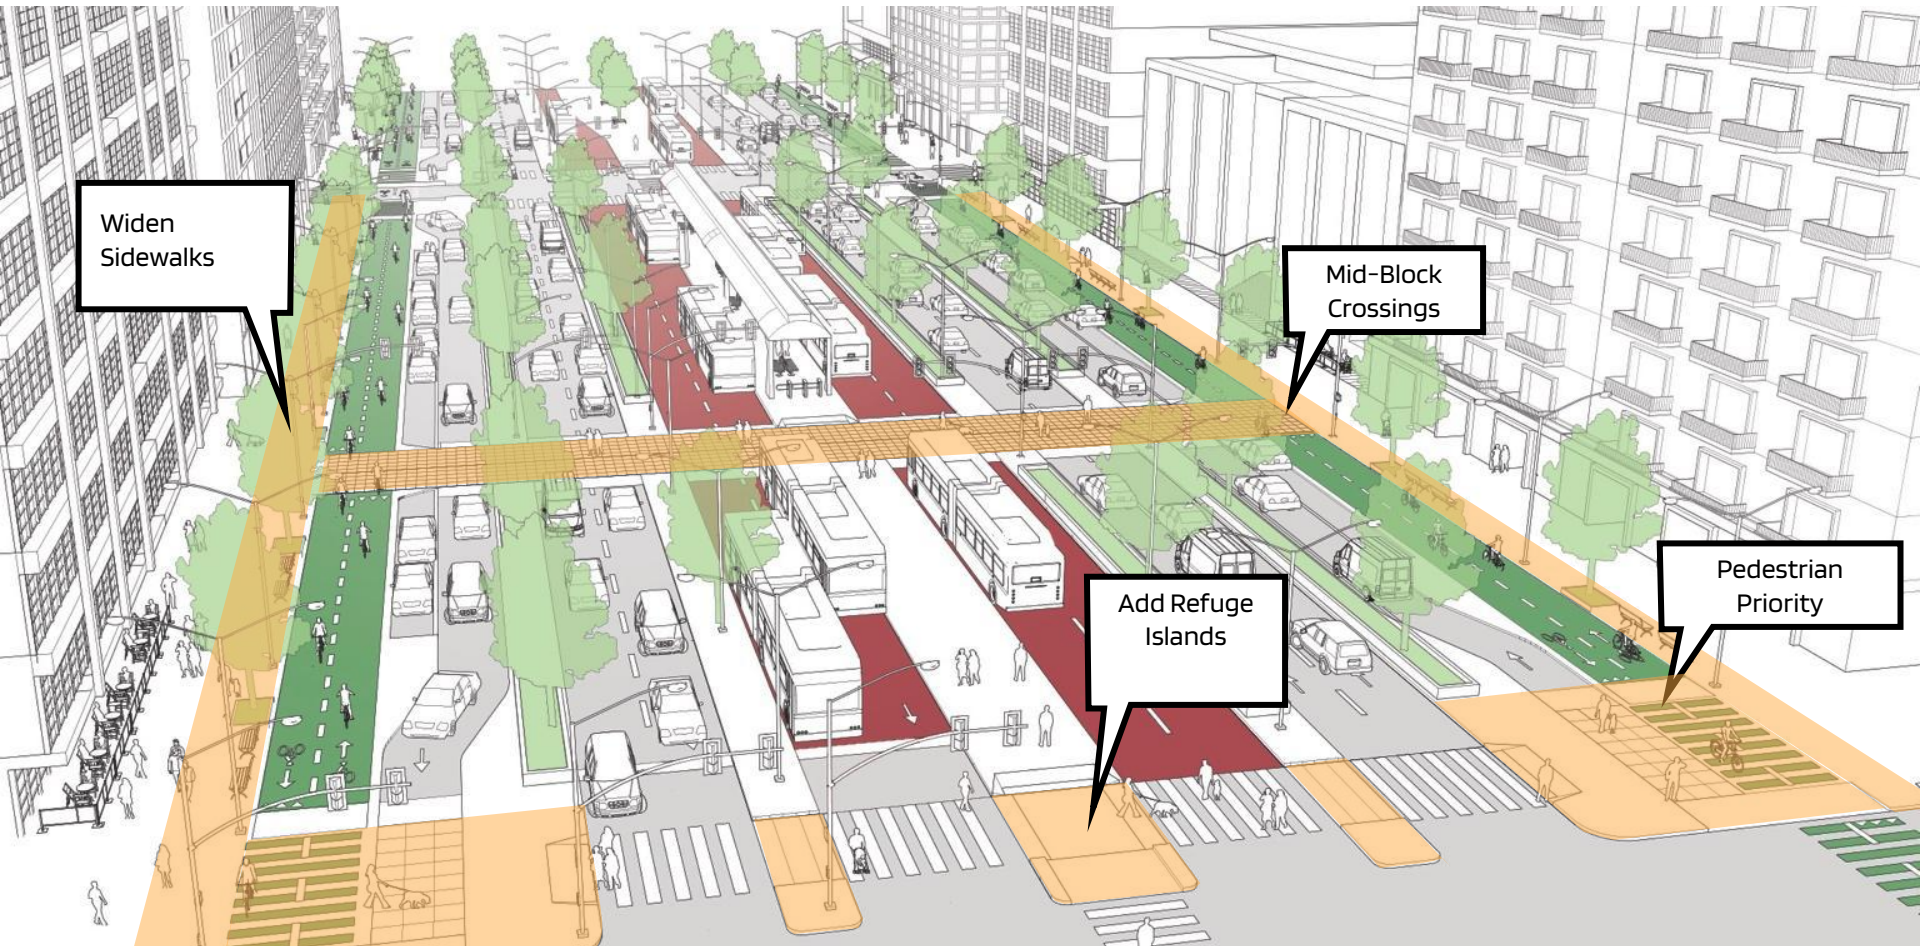 Widen
Sidewalks
Mid-Block
Crossings
Pedestrian
Priority
Add Refuge
Islands